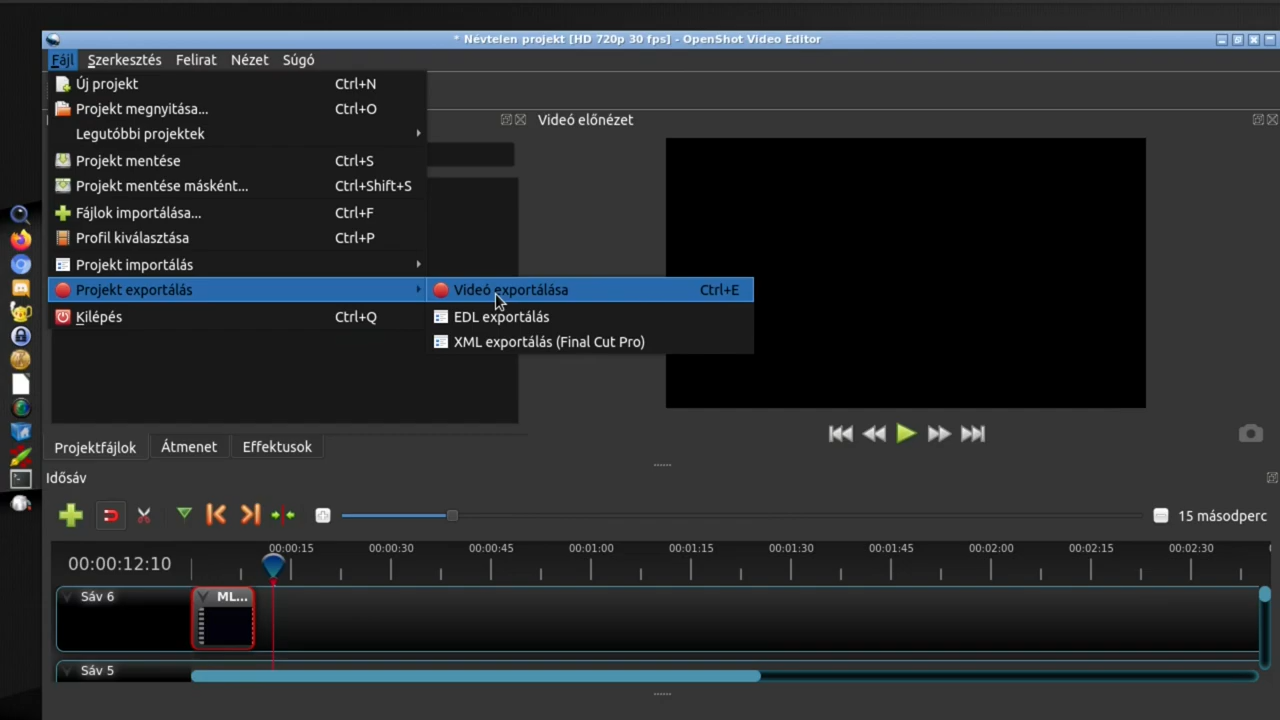 * Névtelen projekt [HD 720p 30 fps] - OpenShot Video Editor
Fájl Szerkesztés Felirat Nézet Súgó
Új projekt Ctrl+N
Projekt megnyitása... Ctrl+O
Legutóbbi projektek
Projekt mentése Ctrl+S
Projekt mentése másként... Ctrl+Shift+S
Fájlok importálása... Ctrl+F
Profil kiválasztása Ctrl+P
Projekt importálás
Projekt exportálás
Kilépés Ctrl+Q
Videó exportálása Ctrl+E
EDL exportálás
XML exportálás (Final Cut Pro)
Videó előnézet
Projektfájlok Átmenet Effektusok
Idősáv
15 másodperc
00:00:12:10
00:00:15 00:00:30 00:00:45 00:01:00 00:01:15 00:01:30 00:01:45 00:02:00 00:02:15 00:02:30
Sáv 6
ML...
Sáv 5